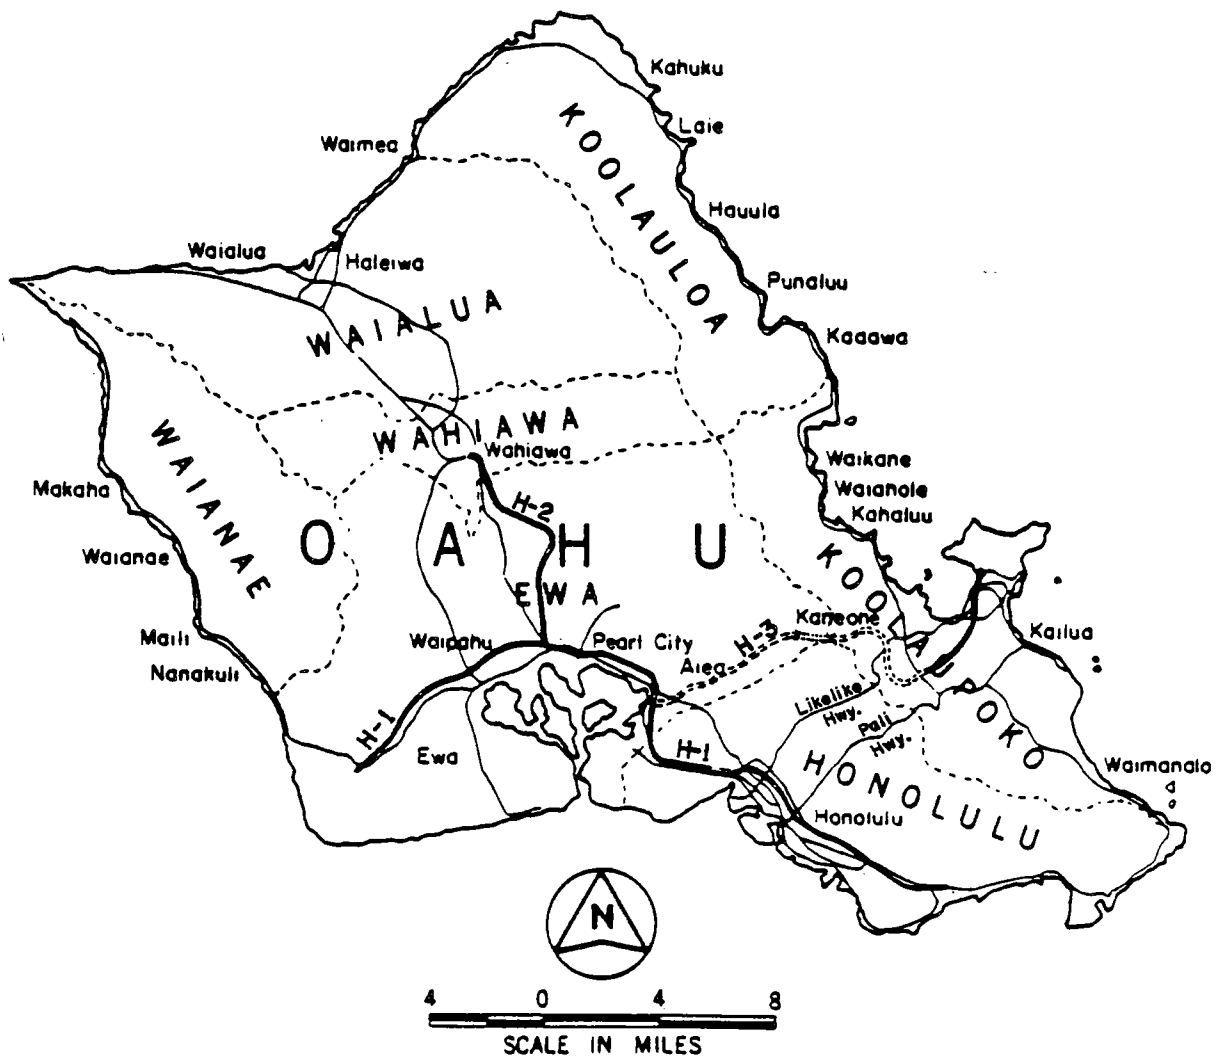 Kahuku
Laie
Waimea
KOOLAULOA
Hauula
Waialua
Haleiwa
Punaluu
WAIALUA
Kaaawa
WAHIAWA
Wahiawa
Waikane
WAIANAE
Makaha
Waiahole
H-2
Kahaluu
OAHU
Waianae
EWA
KOOLAUPOKO
Kaneohe
Maili
Waipahu
Pearl City
H-3
Kailua
Nanakuli
Aiea
Likelike
Hwy.
Pali
Hwy.
H-1
Ewa
H-1
HONOLULU
Waimanalo
Honolulu
N
4 0 4 8
SCALE IN MILES